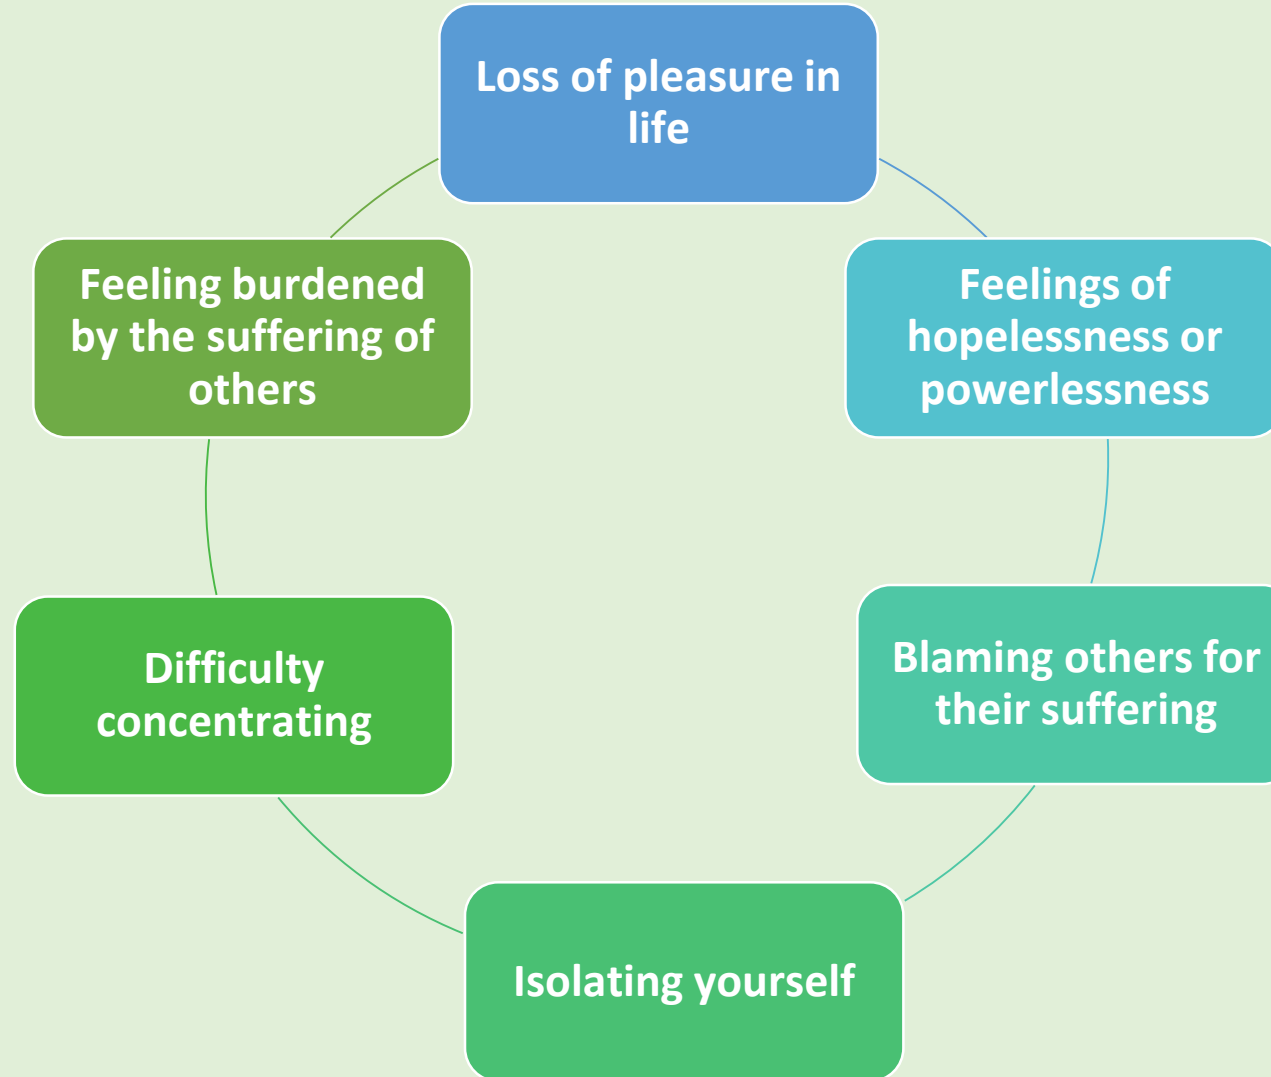 Loss of pleasure in
life
Feelings of
hopelessness or
powerlessness
Blaming others for
their suffering
Isolating yourself
Difficulty
concentrating
Feeling burdened
by the suffering of
others